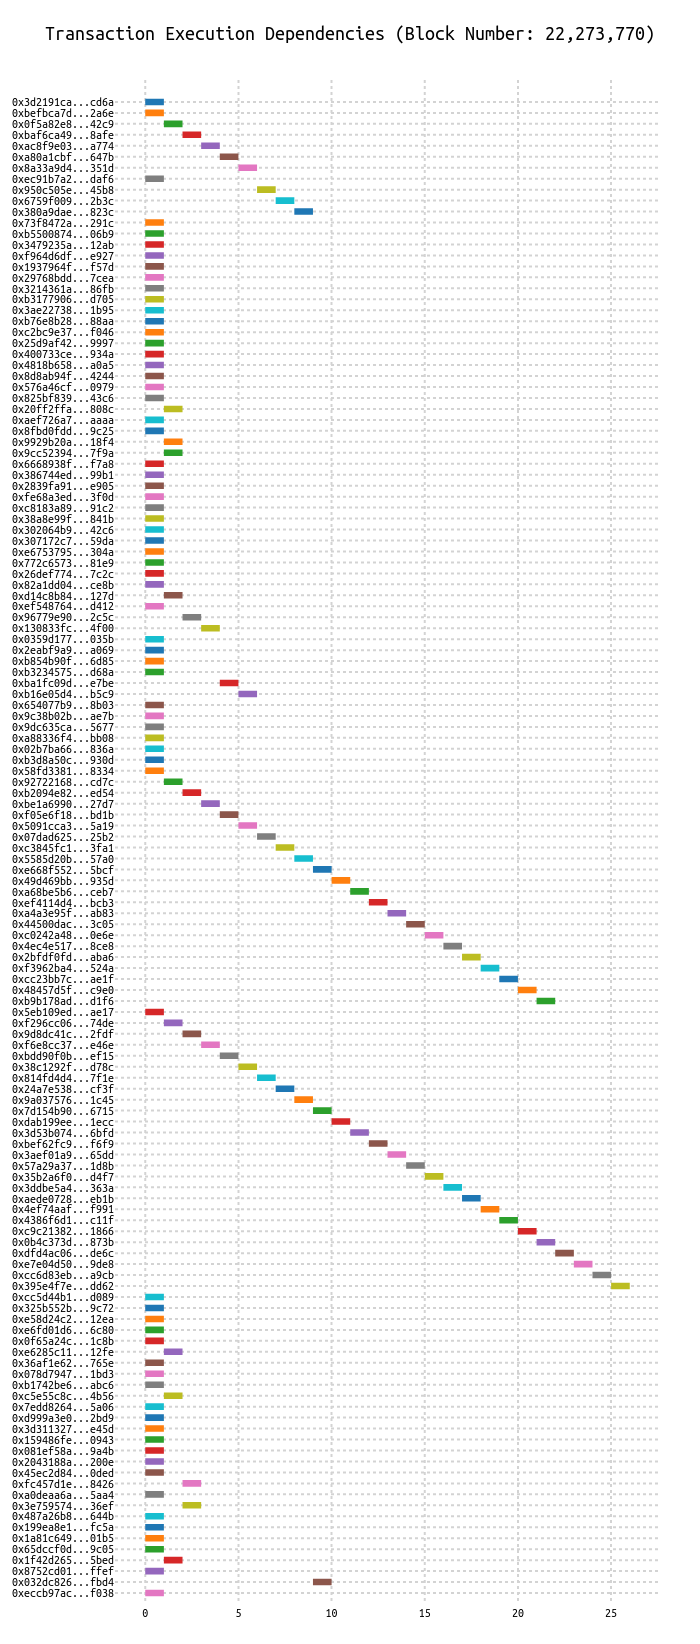 Transaction Execution Dependencies (Block Number: 22,273,770)
0x3d2191ca...cd6a
0xbefbca7d...2a6e
0x0f5a82e8...42c9
0xbaf6ca49...8afe
0xac8f9e03...a774
0xa80a1cbf...647b
0x8a33a9d4...351d
0xec91b7a2...daf6
0x950c505e...45b8
0x6759f009...2b3c
0x380a9dae...823c
0x73f8472a...291c
0xb5500874...06b9
0x3479235a...12ab
0xf964d6df...e927
0x1937964f...f57d
0x29768bdd...7cea
0x3214361a...86fb
0xb3177906...d705
0x3ae22738...1b95
0xb76e8b28...88aa
0xc2bc9e37...f046
0x25d9af42...9997
0x400733ce...934a
0x4818b658...a0a5
0x8d8ab94f...4244
0x576a46cf...0979
0x825bf839...43c6
0x20ff2ffa...808c
0xaef726a7...aaaa
0x8fbd0fdd...9c25
0x9929b20a...18f4
0x9cc52394...7f9a
0x6668938f...f7a8
0x386744ed...99b1
0x2839fa91...e905
0xfe68a3ed...3f0d
0xc8183a89...91c2
0x38a8e99f...841b
0x302064b9...42c6
0x307172c7...59da
0xe6753795...304a
0x772c6573...81e9
0x26def774...7c2c
0x82a1dd04...ce8b
0xd14c8b84...127d
0xef548764...d412
0x96779e90...2c5c
0x130833fc...4f00
0x0359d177...035b
0x2eabf9a9...a069
0xb854b90f...6d85
0xb3234575...d68a
0xba1fc09d...e7be
0xb16e05d4...b5c9
0x654077b9...8b03
0x9c38b02b...ae7b
0x9dc635ca...5677
0xa88336f4...bb08
0x02b7ba66...836a
0xb3d8a50c...930d
0x58fd3381...8334
0x92722168...cd7c
0xb2094e82...ed54
0xbe1a6990...27d7
0xf05e6f18...bd1b
0x5091cca3...5a19
0x07dad625...25b2
0xc3845fc1...3fa1
0x5585d20b...57a0
0xe668f552...5bcf
0x49d469bb...935d
0xa68be5b6...ceb7
0xef4114d4...bcb3
0xa4a3e95f...ab83
0x44500dac...3c05
0xc0242a48...0e6e
0x4ec4e517...8ce8
0x2bfdf0fd...aba6
0xf3962ba4...524a
0xcc23bb7c...ae1f
0x48457d5f...c9e0
0xb9b178ad...d1f6
0x5eb109ed...ae17
0xf296cc06...74de
0x9d8dc41c...2fdf
0xf6e8cc37...e46e
0xbdd90f0b...ef15
0x38c1292f...d78c
0x814fd4d4...7f1e
0x24a7e538...cf3f
0x9a037576...1c45
0x7d154b90...6715
0xdab199ee...1ecc
0x3d53b074...6bfd
0xbef62fc9...f6f9
0x3aef01a9...65dd
0x57a29a37...1d8b
0x35b2a6f0...d4f7
0x3ddbe5a4...363a
0xaede0728...eb1b
0x4ef74aaf...f991
0x4386f6d1...c11f
0xc9c21382...1866
0x0b4c373d...873b
0xdfd4ac06...de6c
0xe7e04d50...9de8
0xcc6d83eb...a9cb
0x395e4f7e...dd62
0xcc5d44b1...d089
0x325b552b...9c72
0xe58d24c2...12ea
0xe6fd01d6...6c80
0x0f65a24c...1c8b
0xe6285c11...12fe
0x36af1e62...765e
0x078d7947...1bd3
0xb1742be6...abc6
0xc5e55c8c...4b56
0x7edd8264...5a06
0xd999a3e0...2bd9
0x3d311327...e45d
0x159486fe...0943
0x081ef58a...9a4b
0x2043188a...200e
0x45ec2d84...0ded
0xfc457d1e...8426
0xa0deaa6a...5aa4
0x3e759574...36ef
0x487a26b8...644b
0x199ea8e1...fc5a
0x1a81c649...01b5
0x65dccf0d...9c05
0x1f42d265...5bed
0x8752cd01...ffef
0x032dc826...fbd4
0xeccb97ac...f038
0 5 10 15 20 25